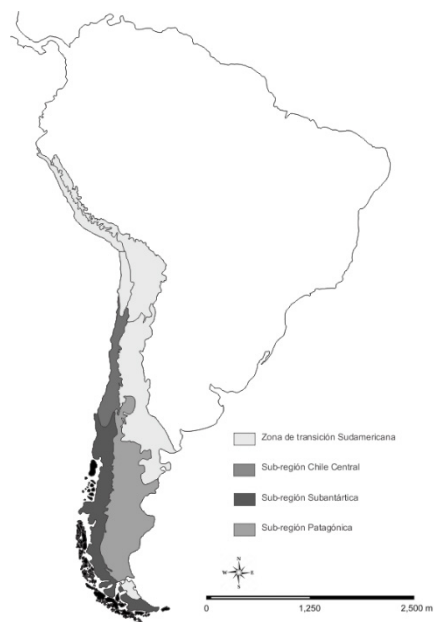 Zona de transición Sudamericana
Sub-región Chile Central
Sub-región Subantártica
Sub-región Patagónica
N
W E
S
0 1,250 2,500 m